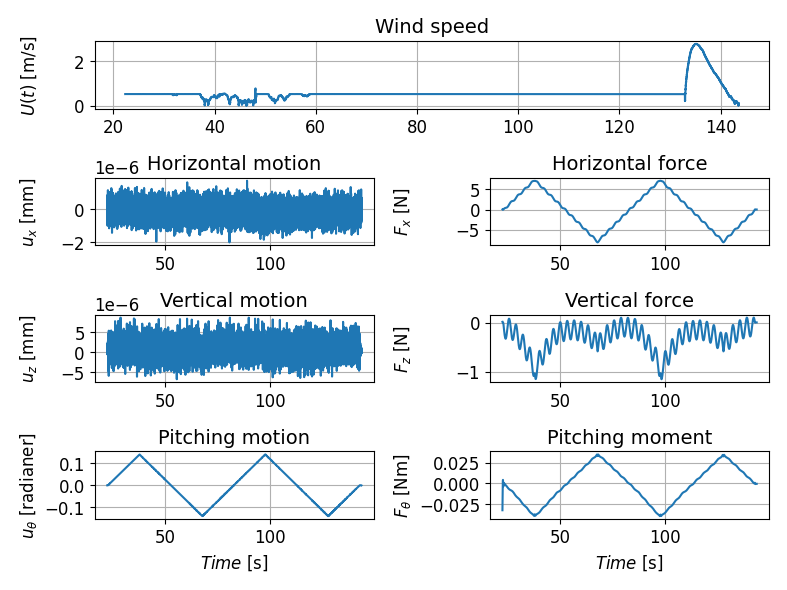 Wind speed
U(t) [m/s]
2
0
20 40 60 80 100 120 140
1e−6 Horizontal motion
u_x [mm]
0
−2
50 100
Horizontal force
F_x [N]
5
0
−5
50 100
1e−6 Vertical motion
u_z [mm]
5
0
−5
50 100
Vertical force
F_z [N]
0
−1
50 100
Pitching motion
u_θ [radianer]
0.1
0.0
−0.1
50 100
Time [s]
Pitching moment
F_θ [Nm]
0.025
0.000
−0.025
50 100
Time [s]